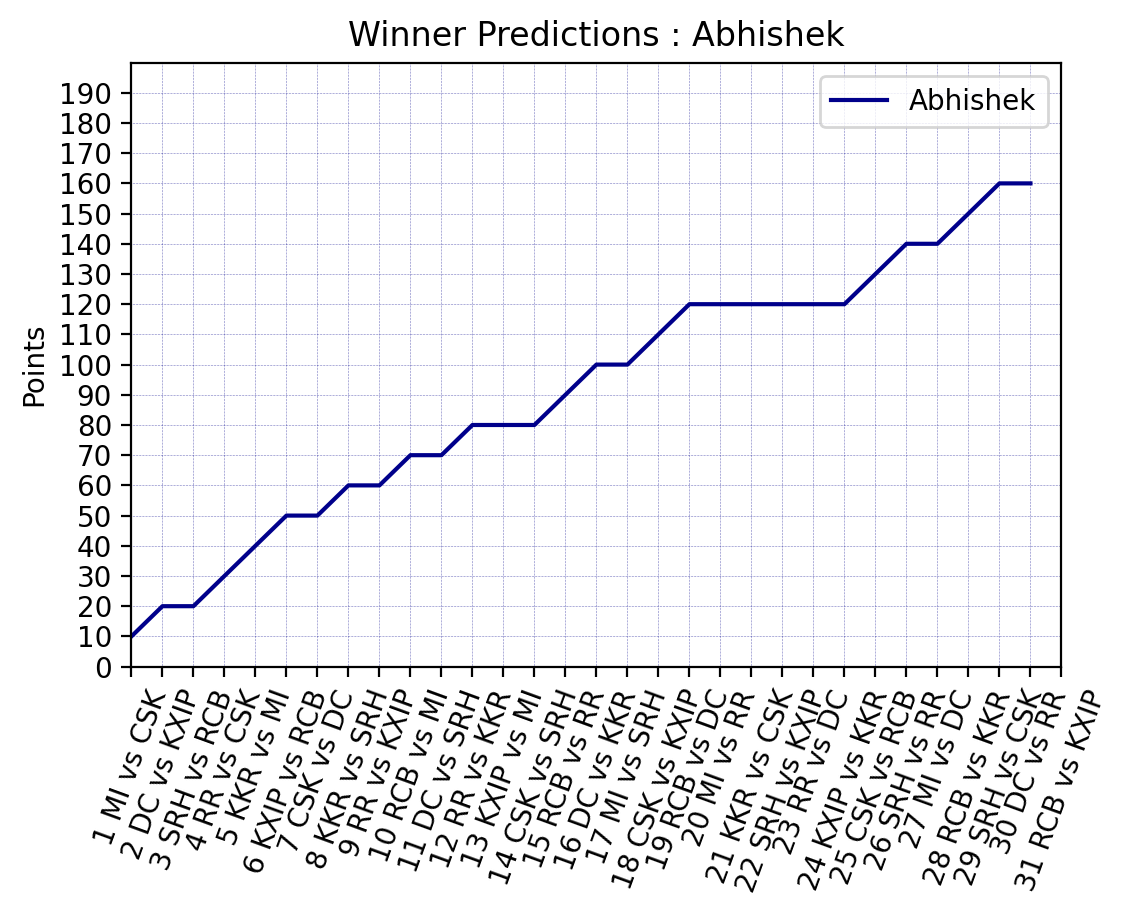 Winner Predictions : Abhishek
Abhishek
Points
190
180
170
160
150
140
130
120
110
100
90
80
70
60
50
40
30
20
10
0
1 MI vs CSK
2 DC vs KXIP
3 SRH vs RCB
4 RR vs CSK
5 KKR vs MI
6 KXIP vs RCB
7 CSK vs DC
8 KKR vs SRH
9 RR vs KXIP
10 RCB vs MI
11 DC vs SRH
12 RR vs KKR
13 KXIP vs MI
14 CSK vs SRH
15 RCB vs RR
16 DC vs KKR
17 MI vs SRH
18 CSK vs KXIP
19 RCB vs DC
20 MI vs RR
21 KKR vs CSK
22 SRH vs KXIP
23 RR vs DC
24 KXIP vs KKR
25 CSK vs RCB
26 SRH vs RR
27 MI vs DC
28 RCB vs KKR
29 SRH vs CSK
30 DC vs RR
31 RCB vs KXIP